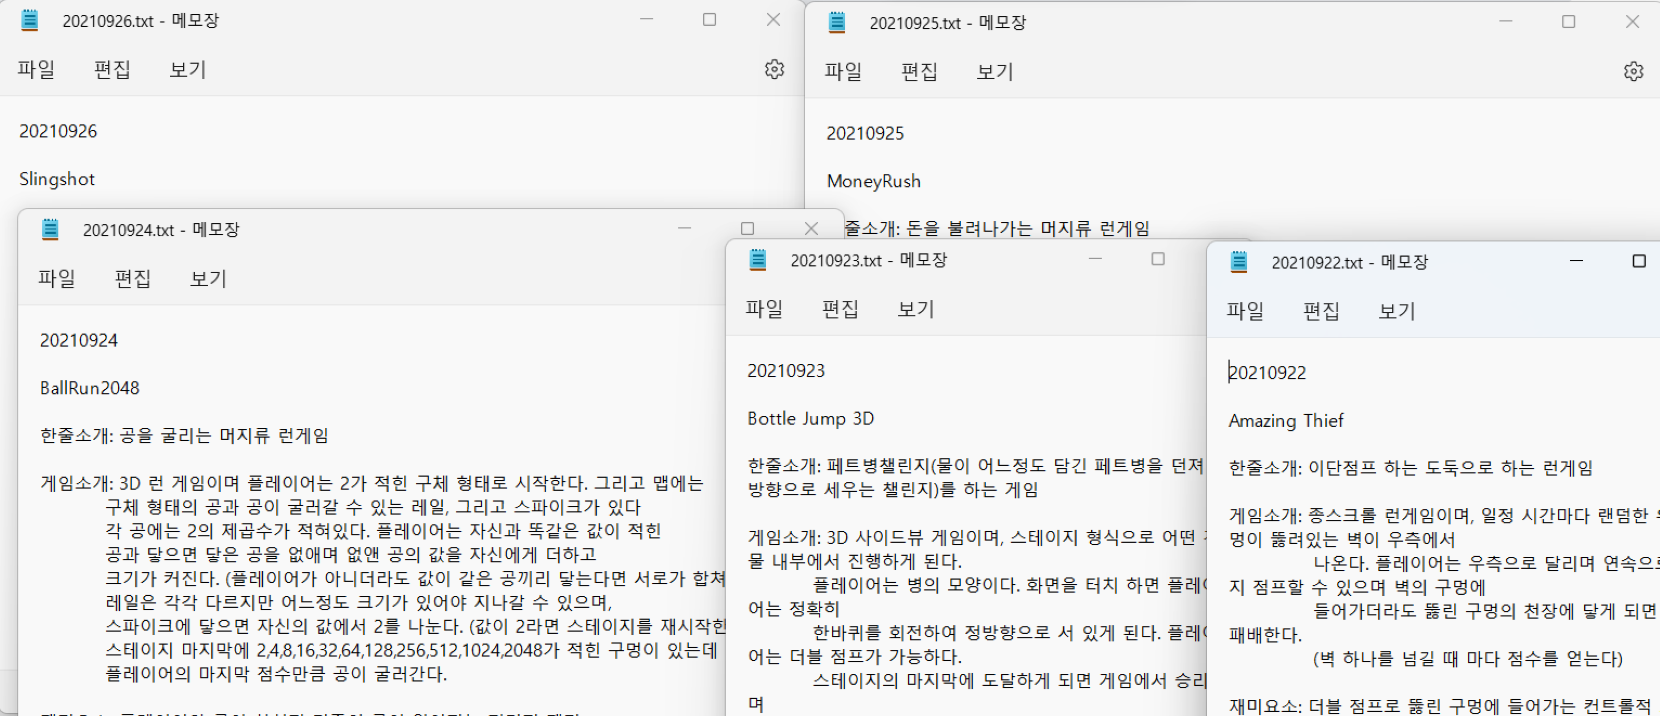 20210926.txt - 메모장
파일 편집 보기
20210926
Slingshot
20210925.txt - 메모장
파일 편집 보기
20210925
MoneyRush
줄소개: 돈을 불려나가는 머지류 런게임
20210924.txt - 메모장
파일 편집 보기
20210924
BallRun2048
한줄소개: 공을 굴리는 머지류 런게임
게임소개: 3D 런 게임이며 플레이어는 2가 적힌 구체 형태로 시작한다. 그리고 맵에는
구체 형태의 공과 공이 굴러갈 수 있는 레일, 그리고 스파이크가 있다
각 공에는 2의 제곱수가 적혀있다. 플레이어는 자신과 똑같은 값이 적힌
공과 닿으면 닿은 공을 없애며 없앤 공의 값을 자신에게 더하고
크기가 커진다. (플레이어가 아니더라도 값이 같은 공끼리 닿는다면 서로가 합쳐
레일은 각각 다르지만 어느정도 크기가 있어야 지나갈 수 있으며,
스파이크에 닿으면 자신의 값에서 2를 나눈다. (값이 2라면 스테이지를 재시작한
스테이지 마지막에 2,4,8,16,32,64,128,256,512,1024,2048가 적힌 구멍이 있는데
플레이어의 마지막 점수만큼 공이 굴러간다.
20210923.txt - 메모장
파일 편집 보기
20210923
Bottle Jump 3D
한줄소개: 페트병챌린지(물이 어느정도 담긴 페트병을 던져
방향으로 세우는 챌린지)를 하는 게임
게임소개: 3D 사이드뷰 게임이며, 스테이지 형식으로 어떤
물 내부에서 진행하게 된다.
플레이어는 병의 모양이다. 화면을 터치 하면 플레이
어는 정확히
한바퀴를 회전하여 정방향으로 서 있게 된다. 플레이
어는 더블 점프가 가능하다.
스테이지의 마지막에 도달하게 되면 게임에서 승리
며
20210922.txt - 메모장
파일 편집 보기
20210922
Amazing Thief
한줄소개: 이단점프 하는 도둑으로 하는 런게임
게임소개: 종스크롤 런게임이며, 일정 시간마다 랜덤한
멍이 뚫려있는 벽이 우측에서
나온다. 플레이어는 우측으로 달리며 연속으로
지 점프할 수 있으며 벽의 구멍에
들어가더라도 뚫린 구멍의 천장에 닿게 되면
패배한다.
(벽 하나를 넘길 때 마다 점수를 얻는다)
재미요소: 더블 점프로 뚫린 구멍에 들어가는 컨트롤적